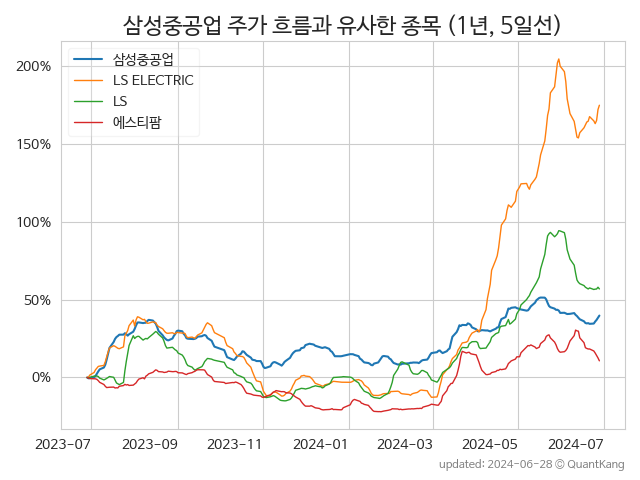 삼성중공업 주가 흐름과 유사한 종목 (1년, 5일선)
삼성중공업
LS ELECTRIC
LS
에스티팜
200%
150%
100%
50%
0%
2023-07 2023-09 2023-11 2024-01 2024-03 2024-05 2024-07
updated: 2024-06-28 © QuantKang